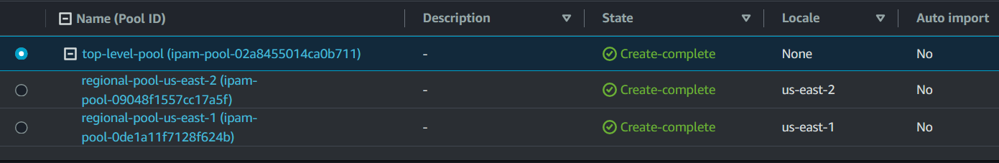 Name (Pool ID) Description State Locale Auto import
top-level-pool (ipam-pool-02a8455014ca0b711) - Create-complete None No
regional-pool-us-east-2 (ipam-
pool-09048f1557cc17a5f) - Create-complete us-east-2 No
regional-pool-us-east-1 (ipam-
pool-0de1a11f7128f624b) - Create-complete us-east-1 No